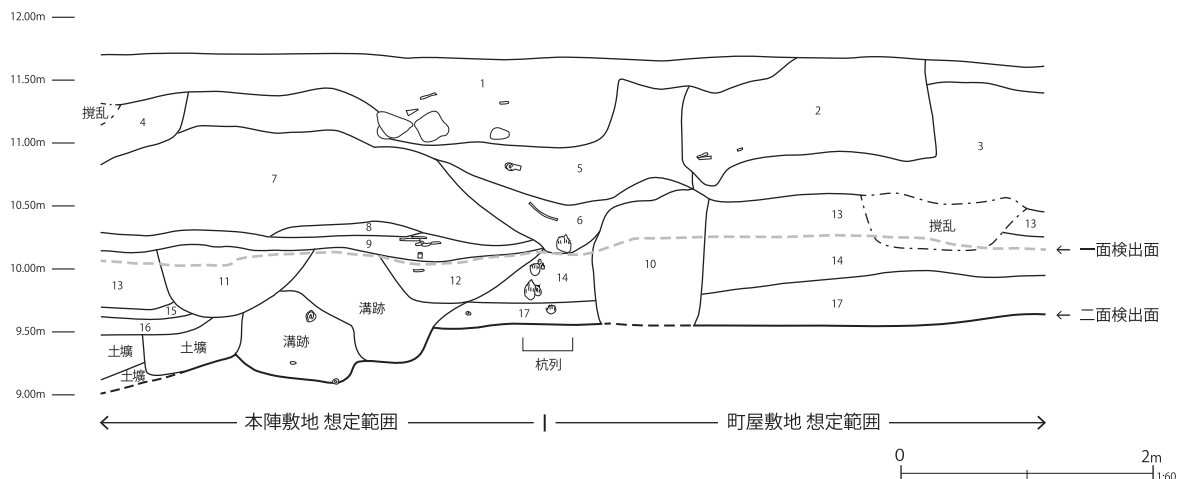 12.00m
11.50m
11.00m
10.50m
10.00m
9.50m
9.00m
1
2
3
撹乱
4
5
6
7
8
9
10
11
12
13
13
13
14
14
15
16
17
17
撹乱
溝跡
溝跡
土壙
土壙
土壙
杭列
一面検出面
二面検出面
本陣敷地 想定範囲
町屋敷地 想定範囲
0
2m
1:60